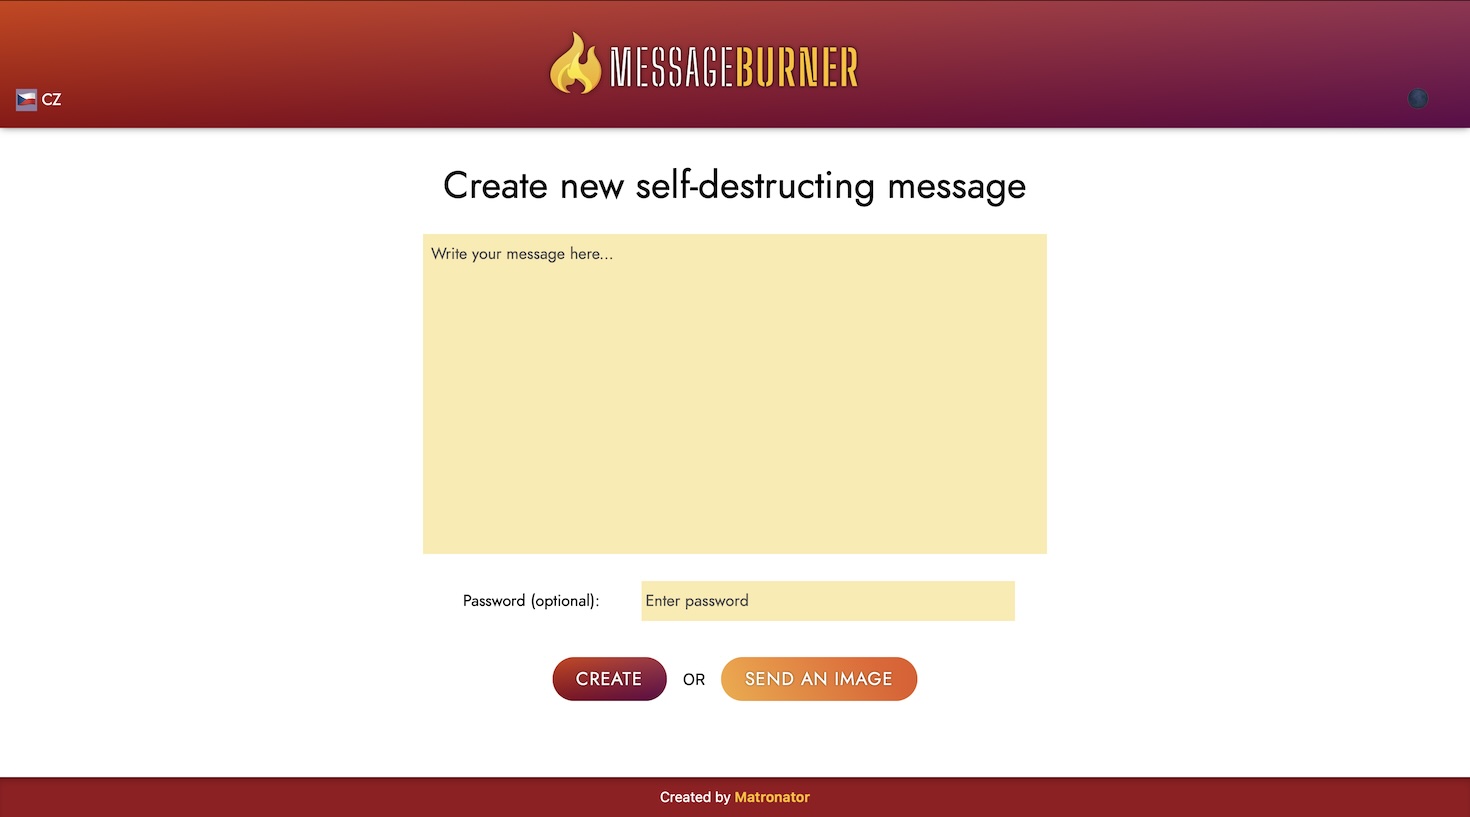 MESSAGEBURNER
CZ
Create new self-destructing message
Write your message here...
Password (optional): Enter password
CREATE OR SEND AN IMAGE
Created by Matronator